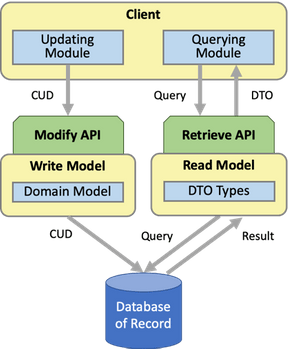 Client
Updating
Module
Querying
Module
CUD
Query
DTO
Modify API
Retrieve API
Write Model
Read Model
Domain Model
DTO Types
CUD
Query
Result
Database
of Record